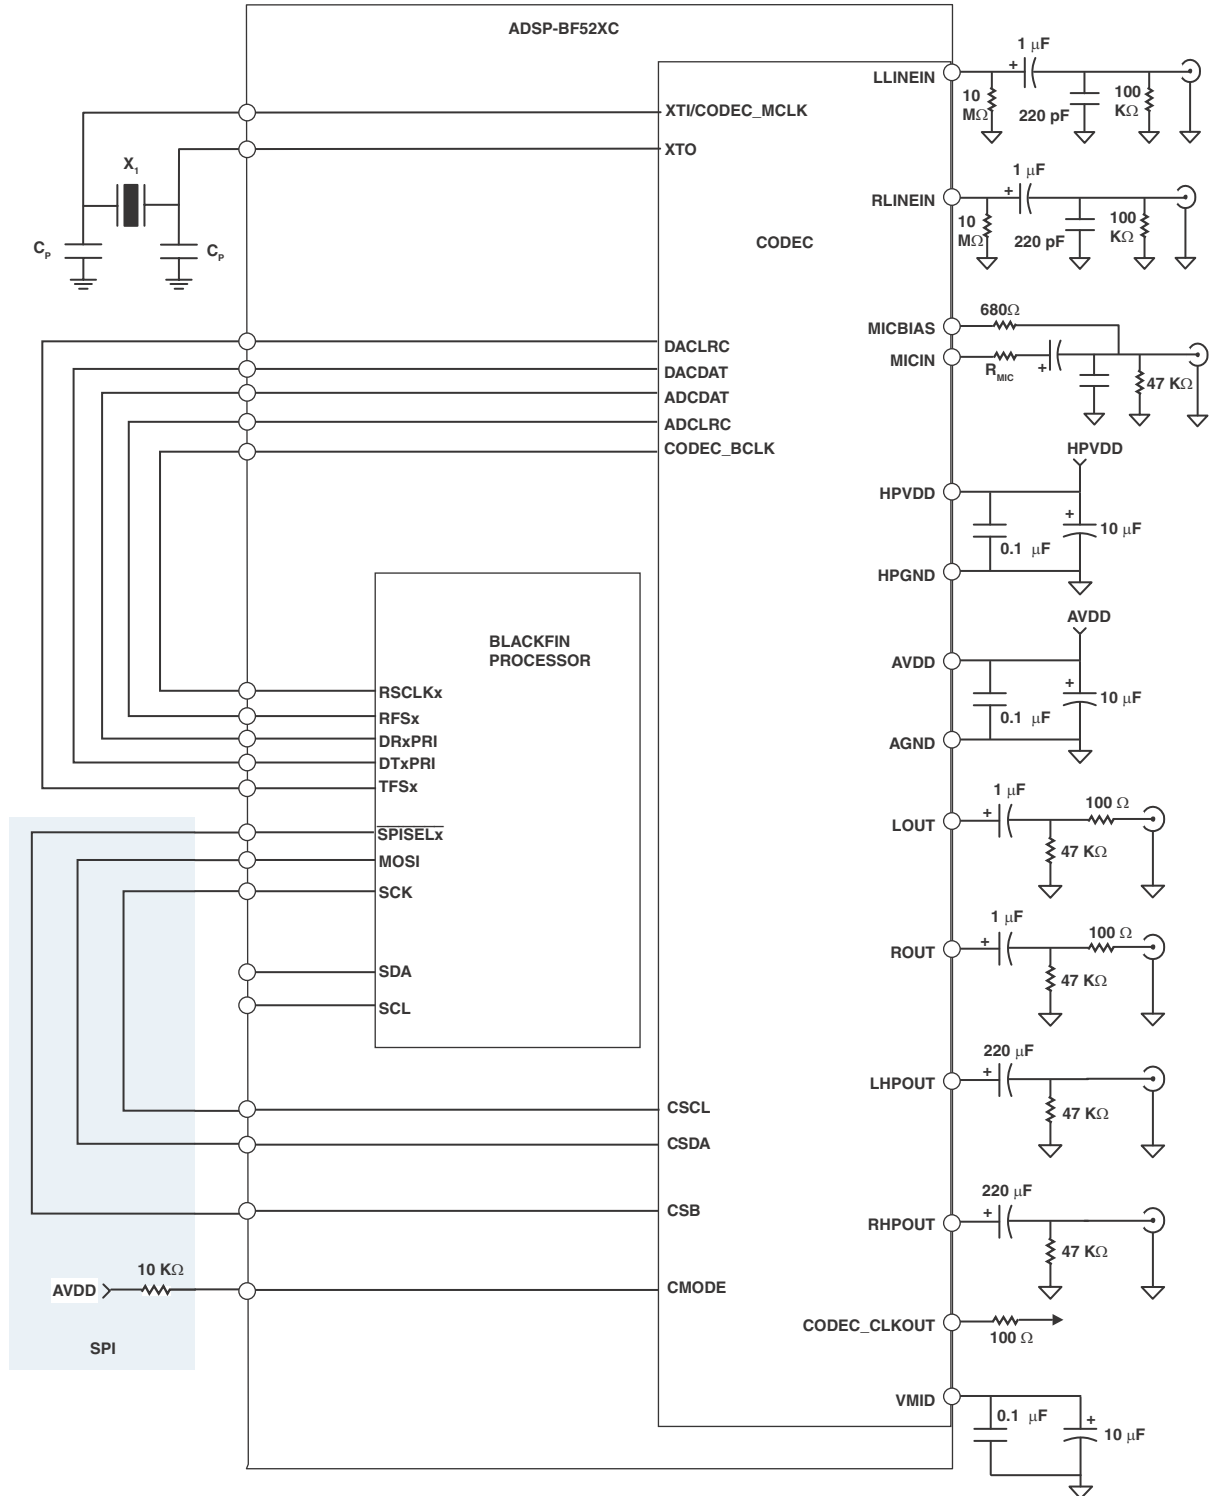 ADSP-BF52XC
XTI/CODEC_MCLK
XTO
X1
CP
CP
CODEC
DACLRC
DACDAT
ADCDAT
ADCLRC
CODEC_BCLK
BLACKFIN
PROCESSOR
RSCLKx
RFSx
DRxPRI
DTxPRI
TFSx
SPISELx
MOSI
SCK
SDA
SCL
CSCL
CSDA
CSB
CMODE
AVDD
10 KΩ
SPI
LLINEIN
1 μF
10
MΩ
220 pF
100
KΩ
RLINEIN
1 μF
10
MΩ
220 pF
100
KΩ
MICBIAS
680Ω
MICIN
RMIC
47 KΩ
HPVDD
HPVDD
0.1 μF
10 μF
HPGND
AVDD
AVDD
0.1 μF
10 μF
AGND
LOUT
1 μF
100 Ω
47 KΩ
ROUT
1 μF
100 Ω
47 KΩ
LHPOUT
220 μF
47 KΩ
RHPOUT
220 μF
47 KΩ
CODEC_CLKOUT
100 Ω
VMID
0.1 μF
10 μF